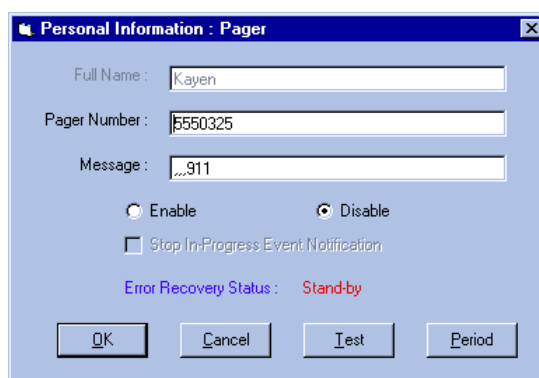 Personal Information : Pager
Full Name : Kayen
Pager Number : 5550325
Message : ,,,911
Enable Disable
Stop In-Progress Event Notification
Error Recovery Status : Stand-by
OK Cancel Test Period